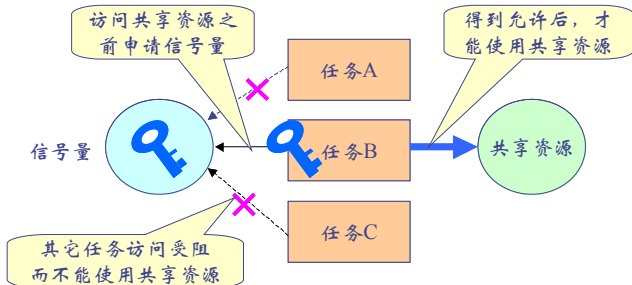 访问共享资源之
前申请信号量
得到允许后，才
能使用共享资源
任务A
信号量
任务B
共享资源
任务C
其它任务访问受阻
而不能使用共享资源